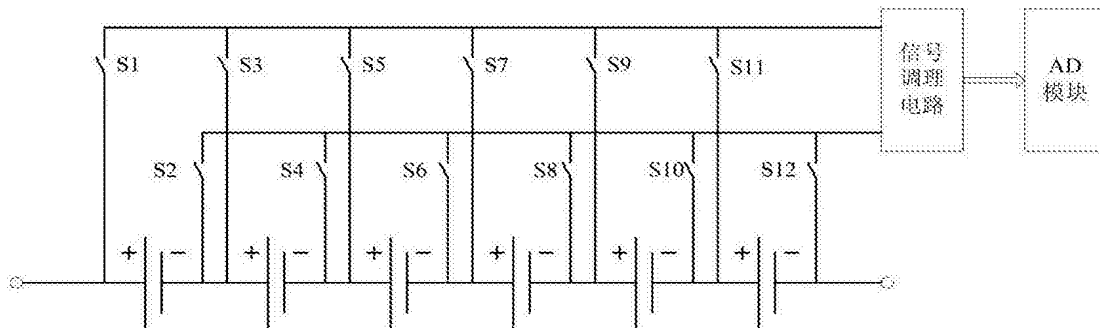 S1
S3
S5
S7
S9
S11
信号
调理
电路
AD
模块
S2
S4
S6
S8
S10
S12
+ − + − + − + − + − + −